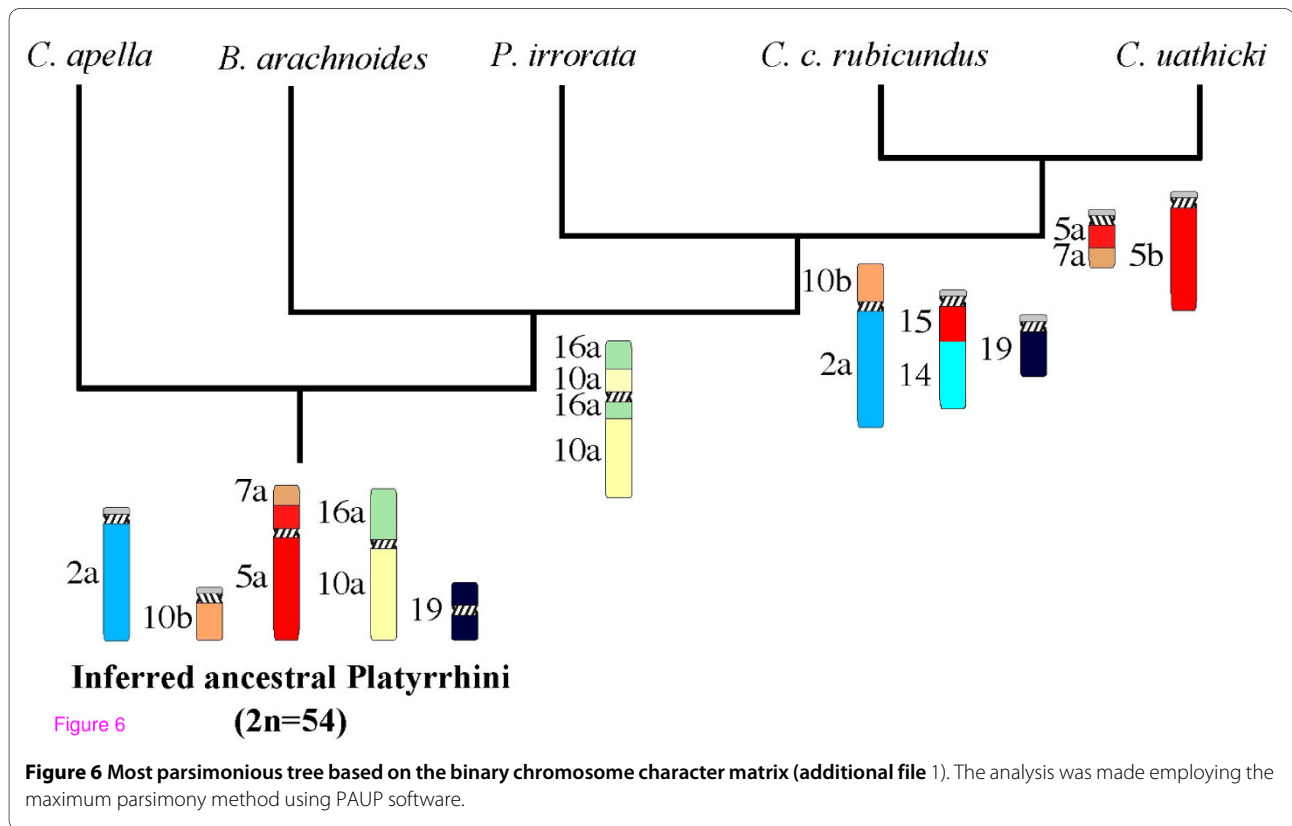 C. apella B. arachnoides P. irrorata C. c. rubicundus C. uathicki
5a
7a
5b
10b
2a
15
14
19
16a
10a
16a
10a
2a
10b
7a
5a
16a
10a
19
Inferred ancestral Platyrrhini
(2n=54)
Figure 6
Figure 6 Most parsimonious tree based on the binary chromosome character matrix (additional file 1). The analysis was made employing the
maximum parsimony method using PAUP software.